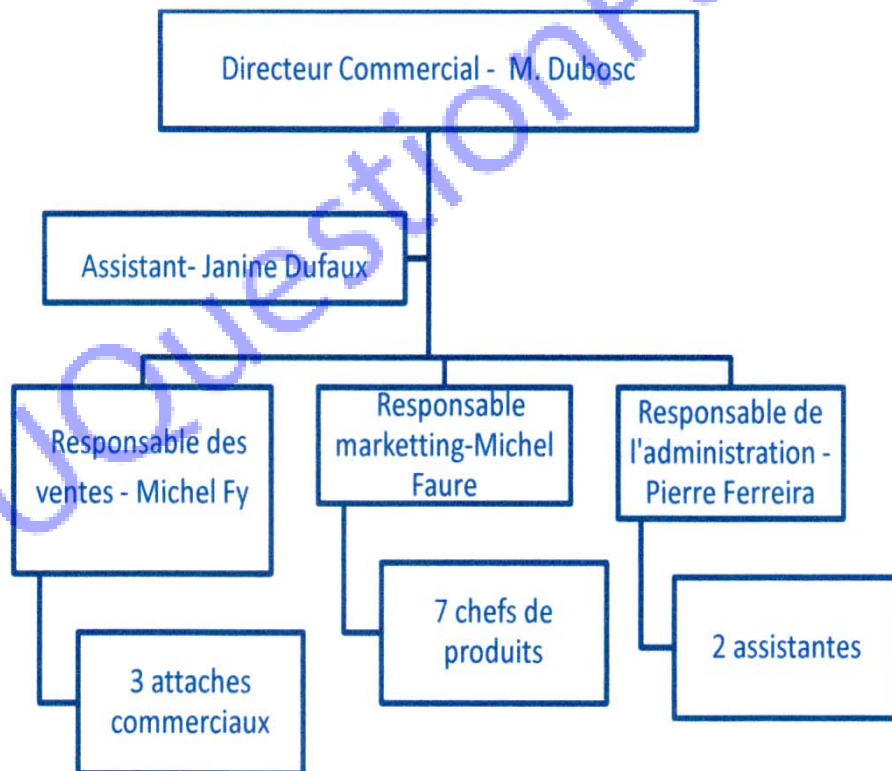 Directeur Commercial - M. Dubosc
Assistant- Janine Dufaux
Responsable des
ventes - Michel Fy
Responsable
marketting-Michel
Faure
Responsable de
l'administration -
Pierre Ferreira
3 attaches
commerciaux
7 chefs de
produits
2 assistantes